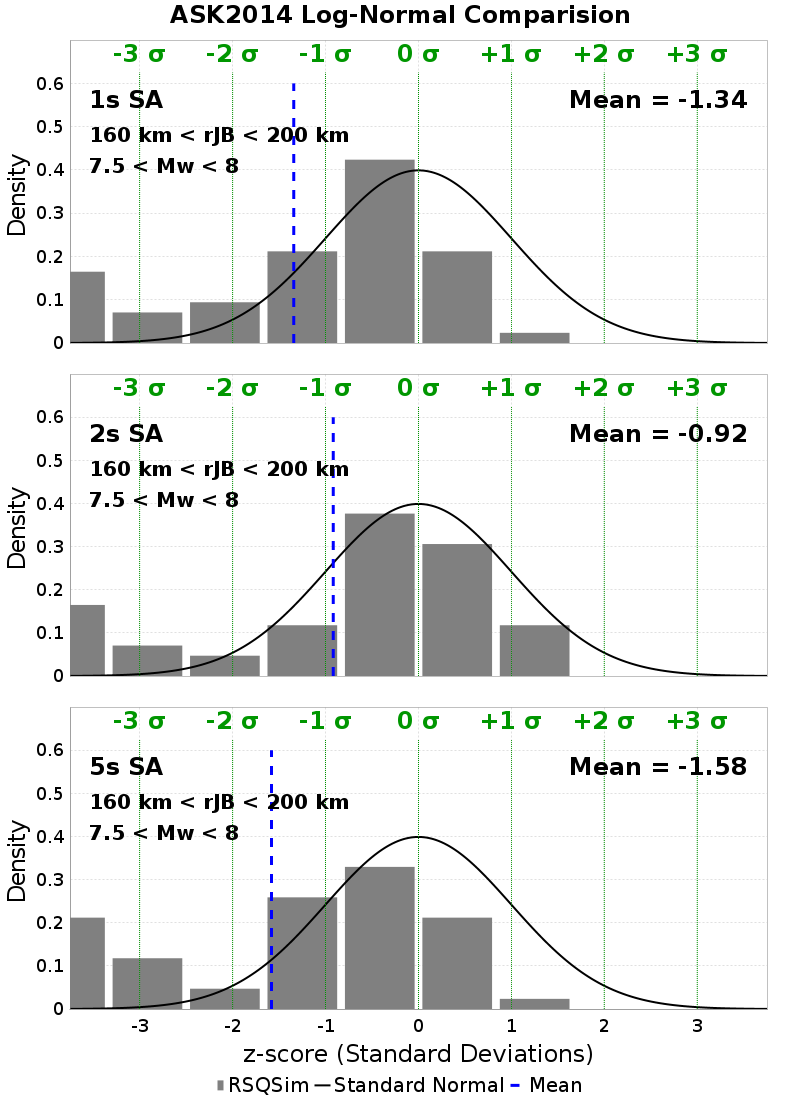 ASK2014 Log-Normal Comparision
-3 σ -2 σ -1 σ 0 σ +1 σ +2 σ +3 σ
1s SA
Mean = -1.34
160 km < rJB < 200 km
7.5 < Mw < 8
0.6
0.5
0.4
0.3
0.2
0.1
0
Density
-3 σ -2 σ -1 σ 0 σ +1 σ +2 σ +3 σ
2s SA
Mean = -0.92
160 km < rJB < 200 km
7.5 < Mw < 8
0.6
0.5
0.4
0.3
0.2
0.1
0
Density
-3 σ -2 σ -1 σ 0 σ +1 σ +2 σ +3 σ
5s SA
Mean = -1.58
160 km < rJB < 200 km
7.5 < Mw < 8
0.6
0.5
0.4
0.3
0.2
0.1
0
Density
-3 -2 -1 0 1 2 3
z-score (Standard Deviations)
RSQSim Standard Normal Mean